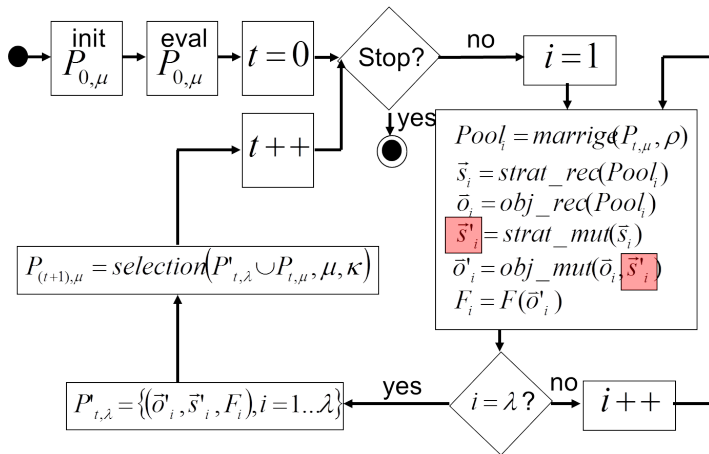 init
P₀,μ
eval
P₀,μ
t = 0
Stop?
no
i = 1
yes
t + +
Poolᵢ = marrige(Pₜ,μ, ρ)
s⃗ᵢ = strat_rec(Poolᵢ)
o⃗ᵢ = obj_rec(Poolᵢ)
s⃗'ᵢ = strat_mut(s⃗ᵢ)
o⃗'ᵢ = obj_mut(o⃗ᵢ, s⃗'ᵢ)
Fᵢ = F(o⃗'ᵢ)
P₍ₜ₊₁₎,μ = selection(P'ₜ,λ ∪ Pₜ,μ, μ, κ)
P'ₜ,λ = {(o⃗'ᵢ, s⃗'ᵢ, Fᵢ), i = 1...λ}
yes
i = λ ?
no
i + +